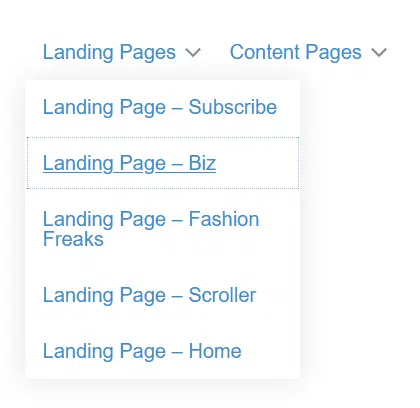 Landing Pages Content Pages
Landing Page – Subscribe
Landing Page – Biz
Landing Page – Fashion
Freaks
Landing Page – Scroller
Landing Page – Home